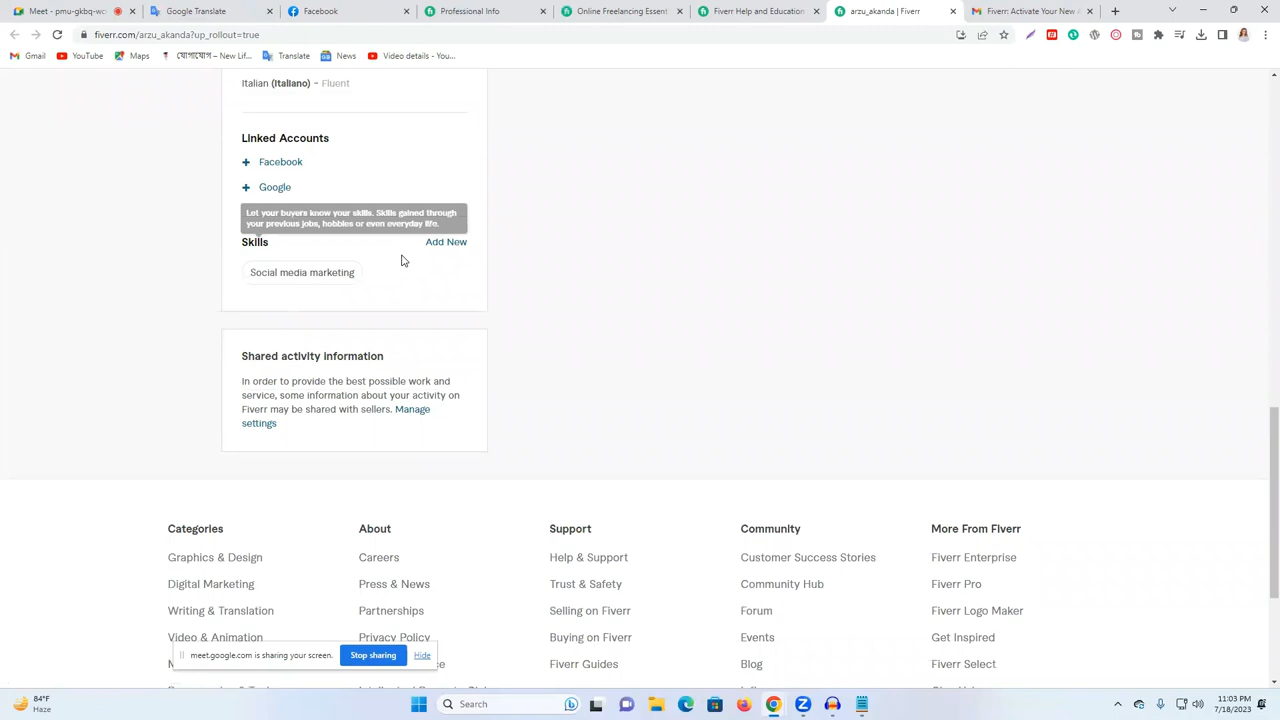 Meet - pmu-gkbq-wc
Google Translate
Facebook
Professional Info
Online Freelancing Essent
Fiverr Help and Education
arzu_akanda | Fiverr
Fiverr: Activate Your New
fiverr.com/arzu_akanda?up_rollout=true
Gmail
YouTube
Maps
যোগাযোগ – New Lif...
Translate
News
Video details - You...
Italian (Italiano) - Fluent
Linked Accounts
+ Facebook
+ Google
Let your buyers know your skills. Skills gained through
your previous jobs, hobbies or even everyday life.
Skills
Add New
Social media marketing
Shared activity information
In order to provide the best possible work and
service, some information about your activity on
Fiverr may be shared with sellers. Manage
settings
Categories
About
Support
Community
More From Fiverr
Graphics & Design
Careers
Help & Support
Customer Success Stories
Fiverr Enterprise
Digital Marketing
Press & News
Trust & Safety
Community Hub
Fiverr Pro
Writing & Translation
Partnerships
Selling on Fiverr
Forum
Fiverr Logo Maker
Video & Animation
Privacy Policy
Buying on Fiverr
Events
Get Inspired
meet.google.com is sharing your screen.
Stop sharing
Hide
Fiverr Guides
Blog
Fiverr Select
84°F
Haze
Search
11:03 PM
7/18/2023